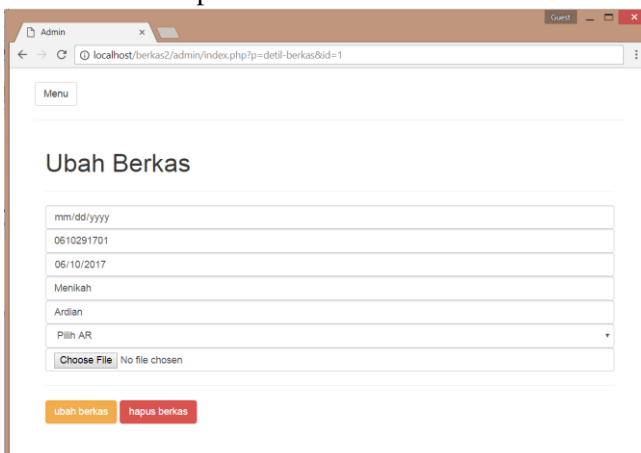 Guest
Admin
localhost/berkas2/admin/index.php?p=detil-berkas&id=1
Menu
Ubah Berkas
mm/dd/yyyy
0610291701
06/10/2017
Menikah
Ardian
Pilih AR
Choose File No file chosen
ubah berkas hapus berkas